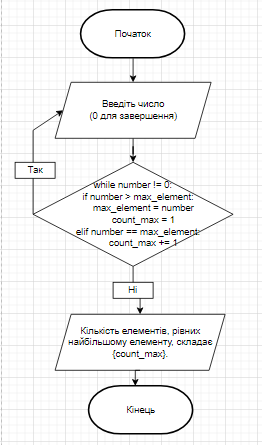 Початок
Введіть число
(0 для завершення)
Так
while number != 0:
if number > max_element:
max_element = number
count_max = 1
elif number == max_element:
count_max += 1
Ні
Кількість елементів, рівних
найбільшому елементу, складає
{count_max}.
Кінець